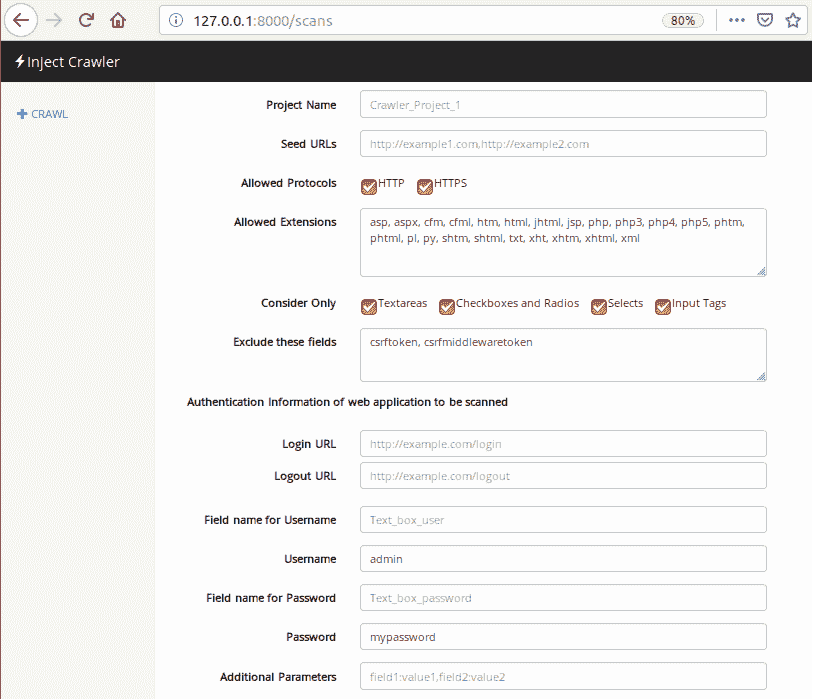 127.0.0.1:8000/scans
80%
Inject Crawler
CRAWL
Project Name
Crawler_Project_1
Seed URLs
http://example1.com,http://example2.com
Allowed Protocols
HTTP HTTPS
Allowed Extensions
asp, aspx, cfm, cfml, htm, html, jhtml, jsp, php, php3, php4, php5, phtm,
phtml, pl, py, shtm, shtml, txt, xht, xhtm, xhtml, xml
Consider Only
Textareas Checkboxes and Radios Selects Input Tags
Exclude these fields
csrftoken, csrfmiddlewaretoken
Authentication Information of web application to be scanned
Login URL
http://example.com/login
Logout URL
http://example.com/logout
Field name for Username
Text_box_user
Username
admin
Field name for Password
Text_box_password
Password
mypassword
Additional Parameters
field1:value1,field2:value2